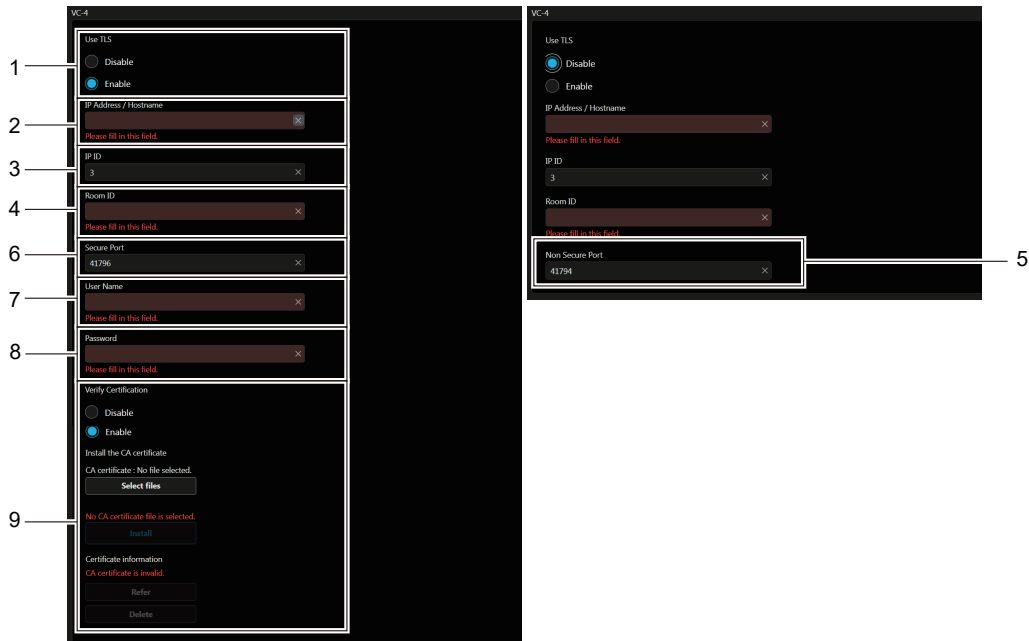 VC-4
1
Use TLS
Disable
Enable
2
IP Address / Hostname
Please fill in this field.
3
IP ID
3
4
Room ID
Please fill in this field.
6
Secure Port
41796
7
User Name
Please fill in this field.
8
Password
Please fill in this field.
9
Verify Certification
Disable
Enable
Install the CA certificate
CA certificate : No file selected.
Select files
No CA certificate file is selected.
Install
Certificate information
CA certificate is invalid.
Refer
Delete
VC-4
Use TLS
Disable
Enable
IP Address / Hostname
Please fill in this field.
IP ID
3
Room ID
Please fill in this field.
Non Secure Port
41794
5